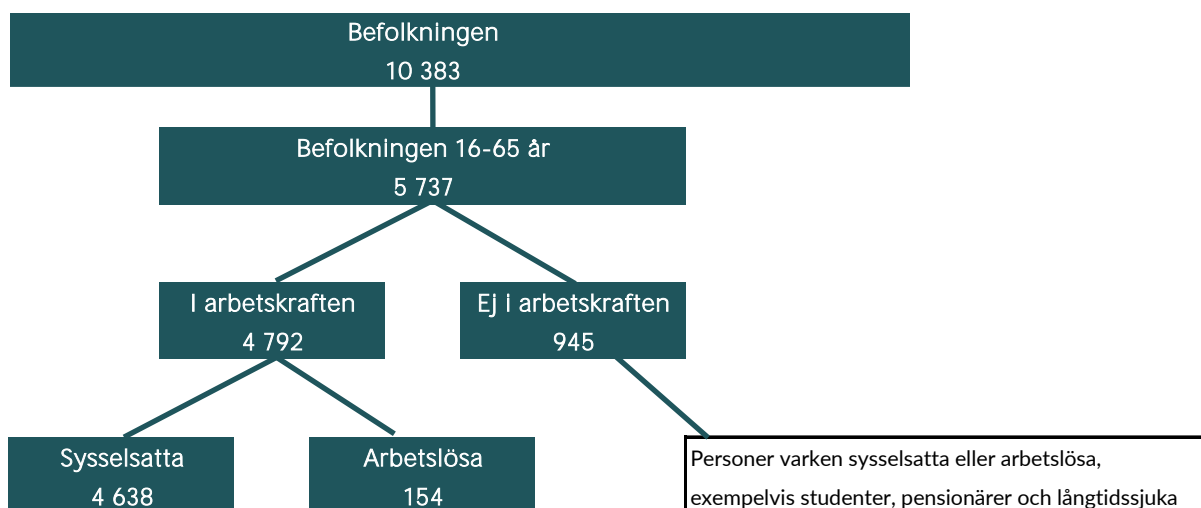 Befolkningen
10 383
Befolkningen 16-65 år
5 737
I arbetskraften
4 792
Ej i arbetskraften
945
Sysselsatta
4 638
Arbetslösa
154
Personer varken sysselsatta eller arbetslösa,
exempelvis studenter, pensionärer och långtidssjuka